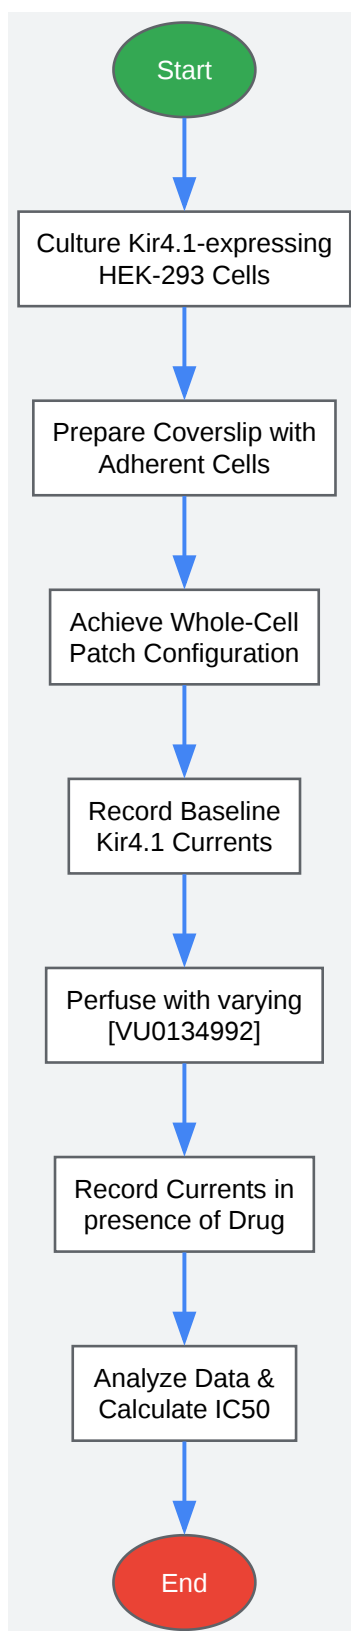 Start
Culture Kir4.1-expressing
HEK-293 Cells
Prepare Coverslip with
Adherent Cells
Achieve Whole-Cell
Patch Configuration
Record Baseline
Kir4.1 Currents
Perfuse with varying
[VU0134992]
Record Currents in
presence of Drug
Analyze Data &
Calculate IC50
End